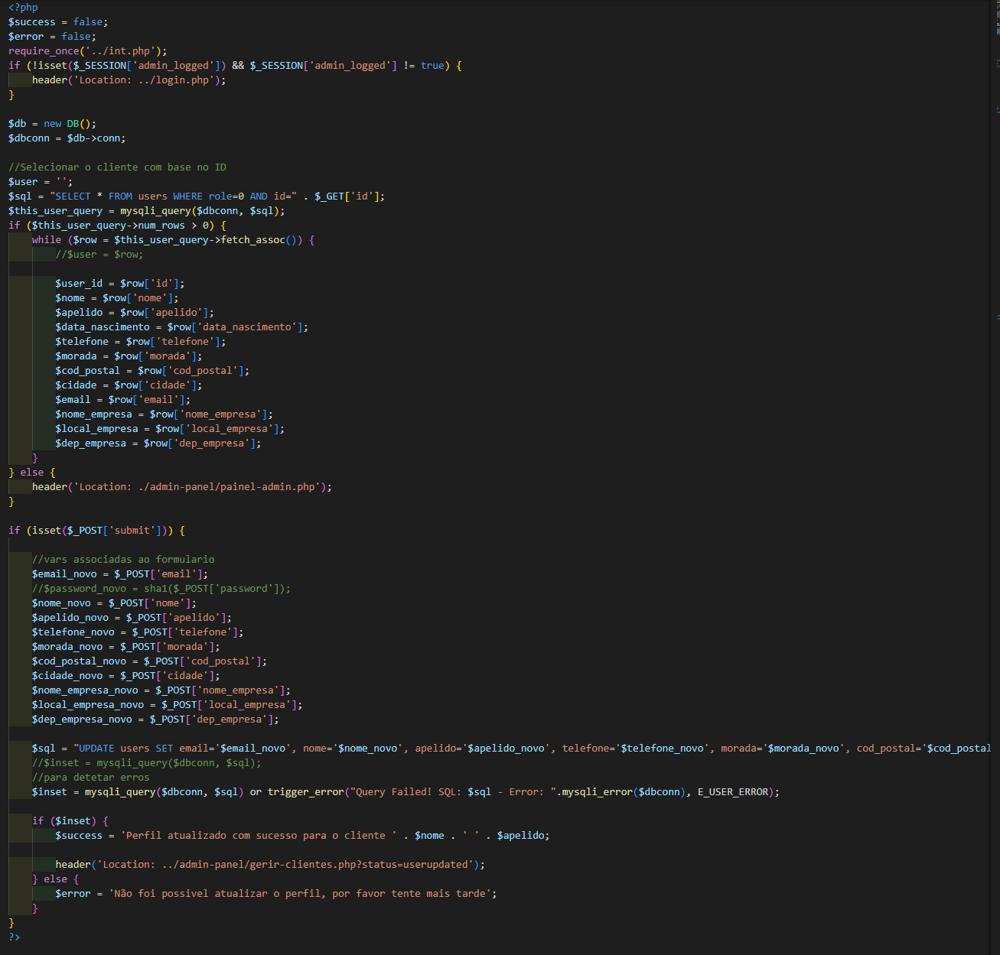 <?php
$success = false;
$error = false;
require_once('../int.php');
if (!isset($_SESSION['admin_logged']) && $_SESSION['admin_logged'] != true) {
    header('Location: ../login.php');
}

$db = new DB();
$dbconn = $db->conn;

//Selecionar o cliente com base no ID
$user = '';
$sql = "SELECT * FROM users WHERE role=0 AND id=" . $_GET['id'];
$this_user_query = mysqli_query($dbconn, $sql);
if ($this_user_query->num_rows > 0) {
    while ($row = $this_user_query->fetch_assoc()) {
        //$user = $row;

        $user_id = $row['id'];
        $nome = $row['nome'];
        $apelido = $row['apelido'];
        $data_nascimento = $row['data_nascimento'];
        $telefone = $row['telefone'];
        $morada = $row['morada'];
        $cod_postal = $row['cod_postal'];
        $cidade = $row['cidade'];
        $email = $row['email'];
        $nome_empresa = $row['nome_empresa'];
        $local_empresa = $row['local_empresa'];
        $dep_empresa = $row['dep_empresa'];
    }
} else {
    header('Location: ./admin-panel/painel-admin.php');
}

if (isset($_POST['submit'])) {

    //vars associadas ao formulario
    $email_novo = $_POST['email'];
    //$password_novo = sha1($_POST['password']);
    $nome_novo = $_POST['nome'];
    $apelido_novo = $_POST['apelido'];
    $telefone_novo = $_POST['telefone'];
    $morada_novo = $_POST['morada'];
    $cod_postal_novo = $_POST['cod_postal'];
    $cidade_novo = $_POST['cidade'];
    $nome_empresa_novo = $_POST['nome_empresa'];
    $local_empresa_novo = $_POST['local_empresa'];
    $dep_empresa_novo = $_POST['dep_empresa'];

    $sql = "UPDATE users SET email='$email_novo', nome='$nome_novo', apelido='$apelido_novo', telefone='$telefone_novo', morada='$morada_novo', cod_postal='$cod_postal
    //$inset = mysqli_query($dbconn, $sql);
    //para detetar erros
    $inset = mysqli_query($dbconn, $sql) or trigger_error("Query Failed! SQL: $sql - Error: ".mysqli_error($dbconn), E_USER_ERROR);

    if ($inset) {
        $success = 'Perfil atualizado com sucesso para o cliente ' . $nome . ' ' . $apelido;

        header('Location: ../admin-panel/gerir-clientes.php?status=userupdated');
    } else {
        $error = 'Não foi possivel atualizar o perfil, por favor tente mais tarde';
    }
}
?>